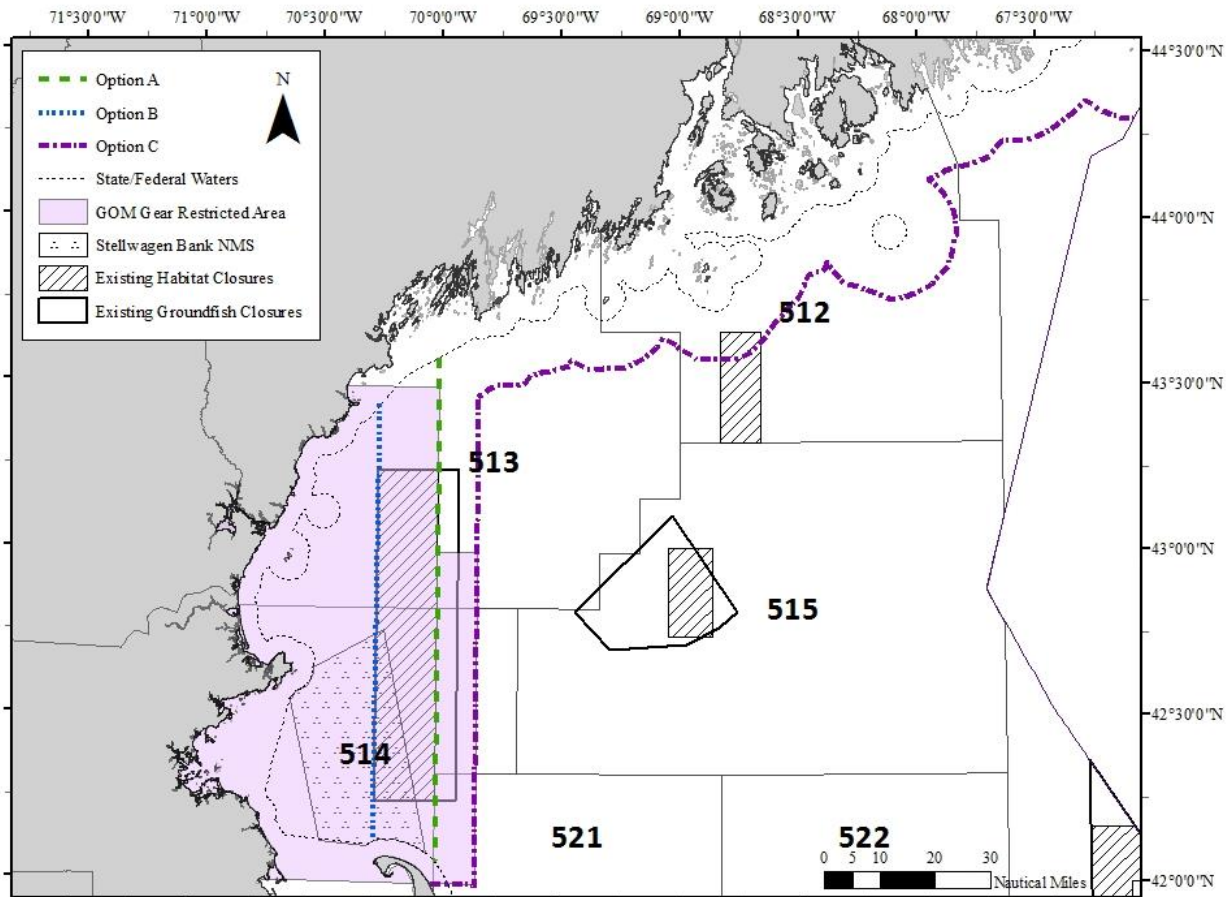 71°30'0"W 71°0'0"W 70°30'0"W 70°0'0"W 69°30'0"W 69°0'0"W 68°30'0"W 68°0'0"W 67°30'0"W
Option A
N
Option B
Option C
State/Federal Waters
GOM Gear Restricted Area
Stellwagen Bank NMS
Existing Habitat Closures
Existing Groundfish Closures
44°30'0"N
44°0'0"N
512
43°30'0"N
513
43°0'0"N
515
42°30'0"N
514
521
522
0 5 10 20 30
Nautical Miles
42°0'0"N